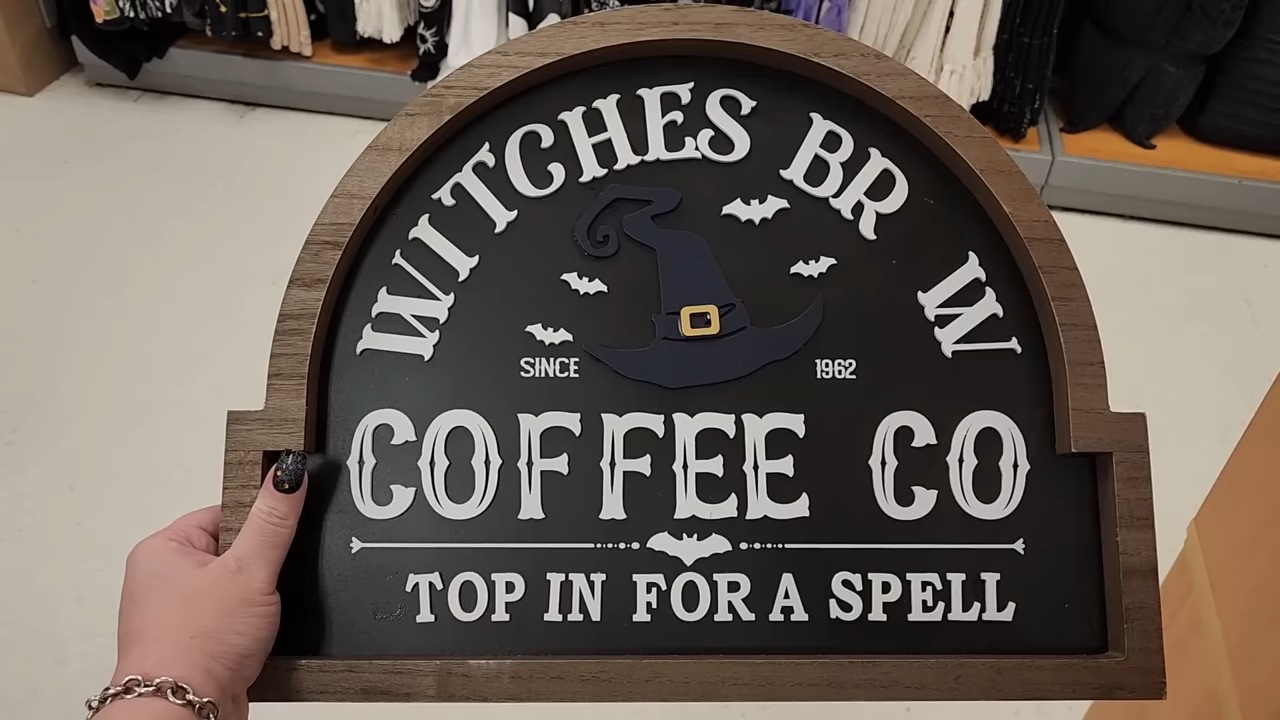 WITCHES BR W
SINCE 1962
COFFEE CO
TOP IN FOR A SPELL